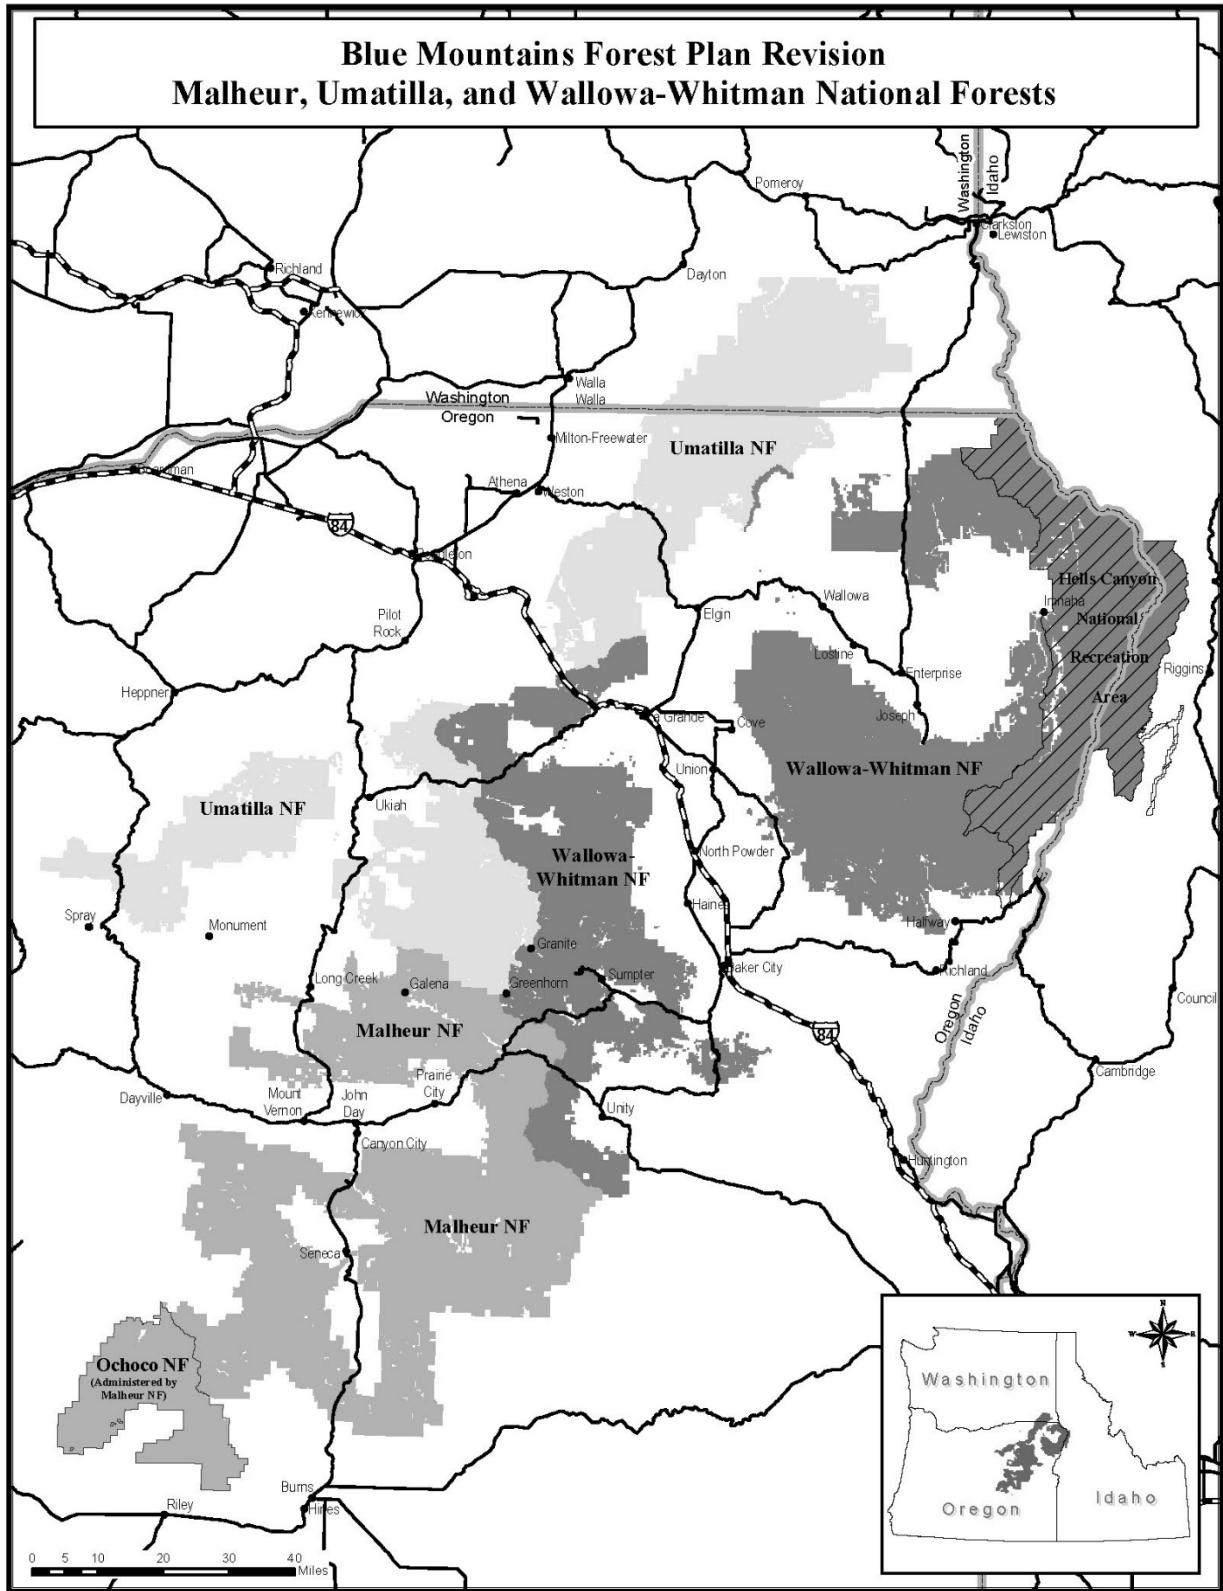 Blue Mountains Forest Plan Revision
Malheur, Umatilla, and Wallowa-Whitman National Forests
Washington
Idaho
Pomeroy
Clarkston
Lewiston
Richland
Dayton
Kennewick
Walla
Walla
Washington
Oregon
Milton-Freewater
Umatilla NF
Boardman
Athena
Weston
84
Pendleton
Hells Canyon
National
Recreation
Area
Imnaha
Wallowa
Elgin
Pilot
Rock
Lostine
Enterprise
Riggins
Heppner
Joseph
La Grande
Cove
Union
Wallowa-Whitman NF
Ukiah
Umatilla NF
Wallowa-
Whitman NF
North Powder
Haines
Spray
Monument
Halfway
Granite
Long Creek
Galena
Greenhorn
Sumpter
Baker City
Richland
Council
Oregon
Idaho
84
Malheur NF
Prairie
City
Cambridge
Dayville
Mount
Vernon
John
Day
Unity
Canyon City
Huntington
Malheur NF
Seneca
Ochoco NF
(Administered by
Malheur NF)
Burns
Hines
Riley
0 5 10 20 30 40
Miles
N
W
E
S
Washington
Oregon
Idaho